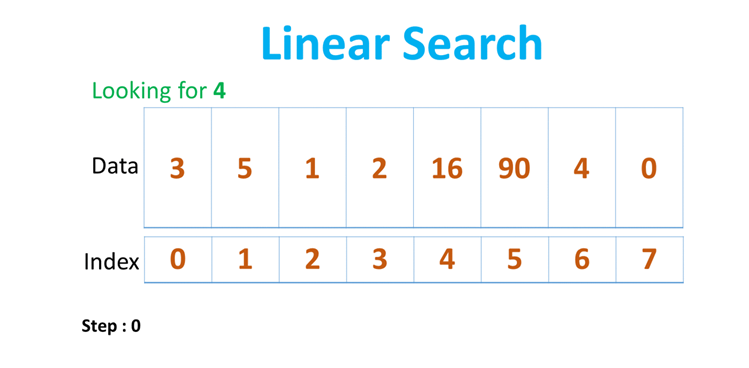 Linear Search
Looking for 4
Data 3 5 1 2 16 90 4 0
Index 0 1 2 3 4 5 6 7
Step : 0